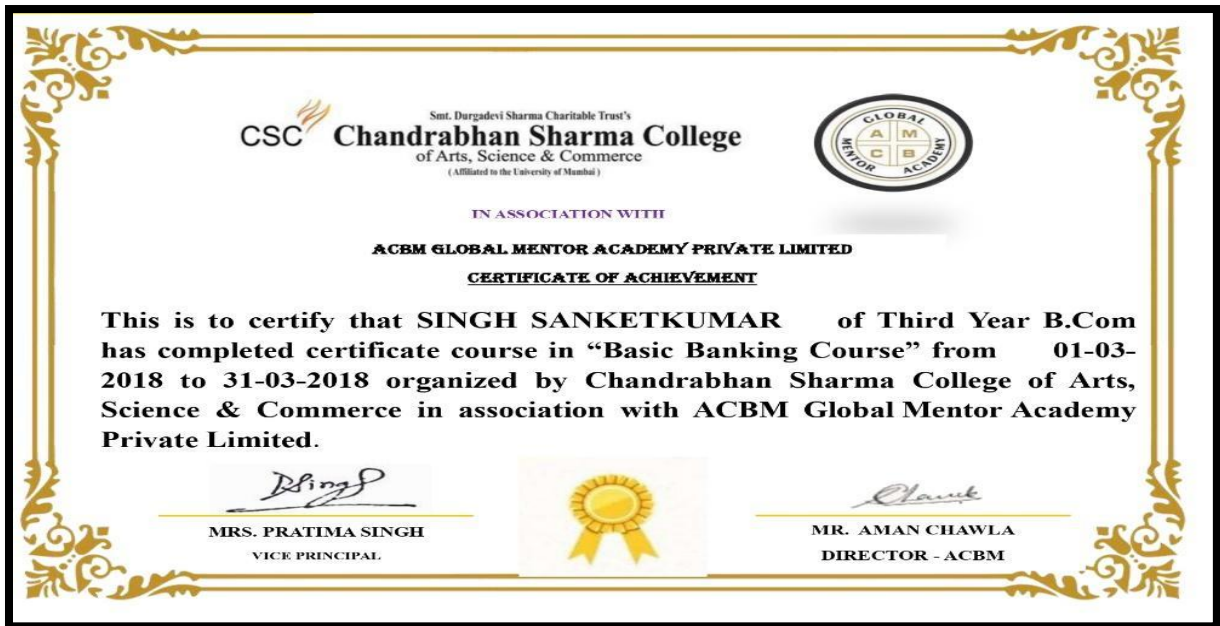 Smt. Durgadevi Sharma Charitable Trust's
CSC Chandrabhan Sharma College
of Arts, Science & Commerce
( Affiliated to the University of Mumbai )
GLOBAL
A M
C B
MENTOR ACADEMY
IN ASSOCIATION WITH
ACBM GLOBAL MENTOR ACADEMY PRIVATE LIMITED
CERTIFICATE OF ACHIEVEMENT
This is to certify that SINGH SANKETKUMAR of Third Year B.Com
has completed certificate course in “Basic Banking Course” from 01-03-
2018 to 31-03-2018 organized by Chandrabhan Sharma College of Arts,
Science & Commerce in association with ACBM Global Mentor Academy
Private Limited.
MRS. PRATIMA SINGH
VICE PRINCIPAL
MR. AMAN CHAWLA
DIRECTOR - ACBM